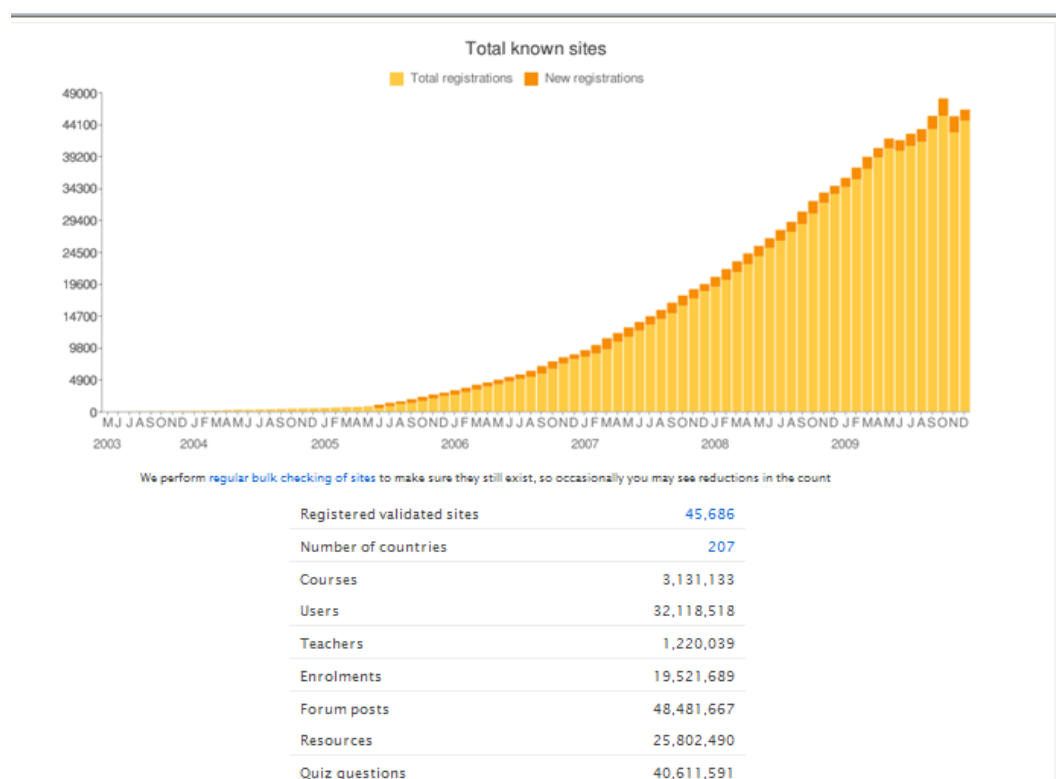 Total known sites
Total registrations New registrations
49000
44100
39200
34300
29400
24500
19600
14700
9800
4900
0
M J J A S O N D J F M A M J J A S O N D J F M A M J J A S O N D J F M A M J J A S O N D J F M A M J J A S O N D J F M A M J J A S O N D J F M A M J J A S O N D
2003 2004 2005 2006 2007 2008 2009
We perform regular bulk checking of sites to make sure they still exist, so occasionally you may see reductions in the count
Registered validated sites 45,686
Number of countries 207
Courses 3,131,133
Users 32,118,518
Teachers 1,220,039
Enrolments 19,521,689
Forum posts 48,481,667
Resources 25,802,490
Quiz questions 40,611,591